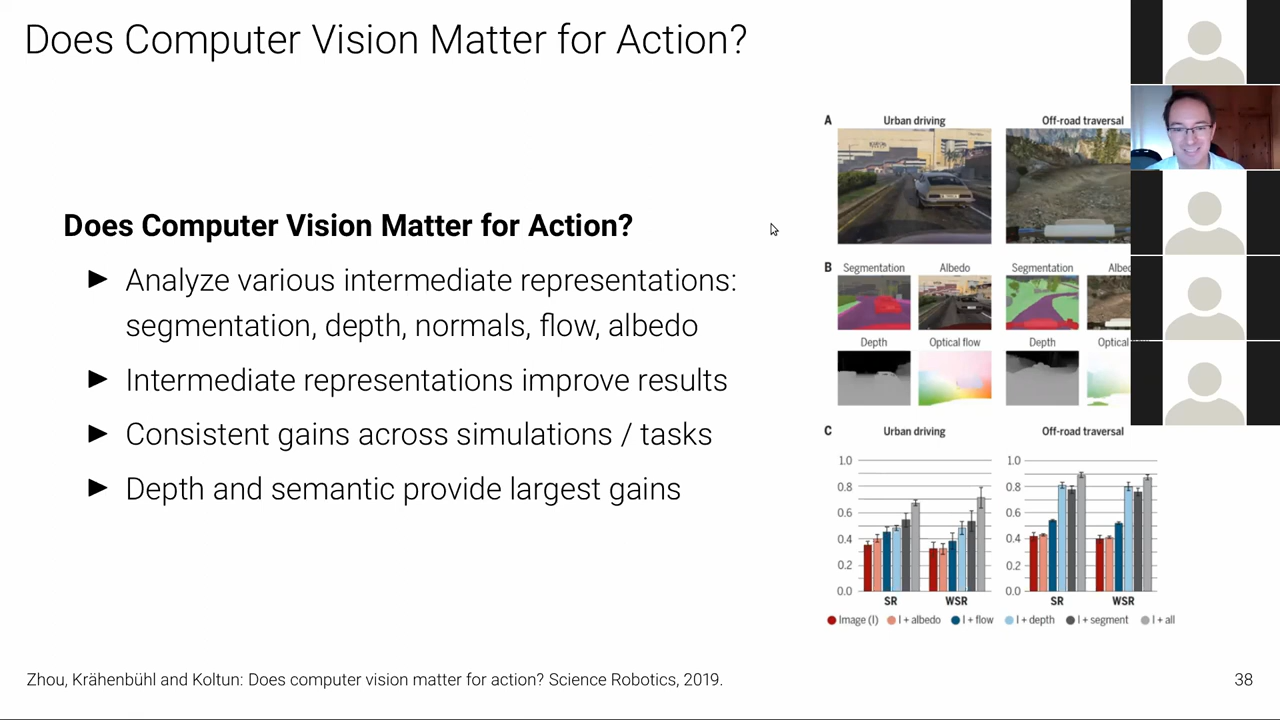 Does Computer Vision Matter for Action?
Does Computer Vision Matter for Action?
Analyze various intermediate representations:
segmentation, depth, normals, flow, albedo
Intermediate representations improve results
Consistent gains across simulations / tasks
Depth and semantic provide largest gains
A
Urban driving
Off-road traversal
B
Segmentation
Albedo
Segmentation
Depth
Optical flow
Depth
Optical
C
Urban driving
Off-road traversal
1.0
0.8
0.6
0.4
0.2
0.0
SR
WSR
1.0
0.8
0.6
0.4
0.2
0.0
SR
WSR
Image (I)
I + albedo
I + flow
I + depth
I + segment
I + all
Zhou, Krähenbühl and Koltun: Does computer vision matter for action? Science Robotics, 2019.
38